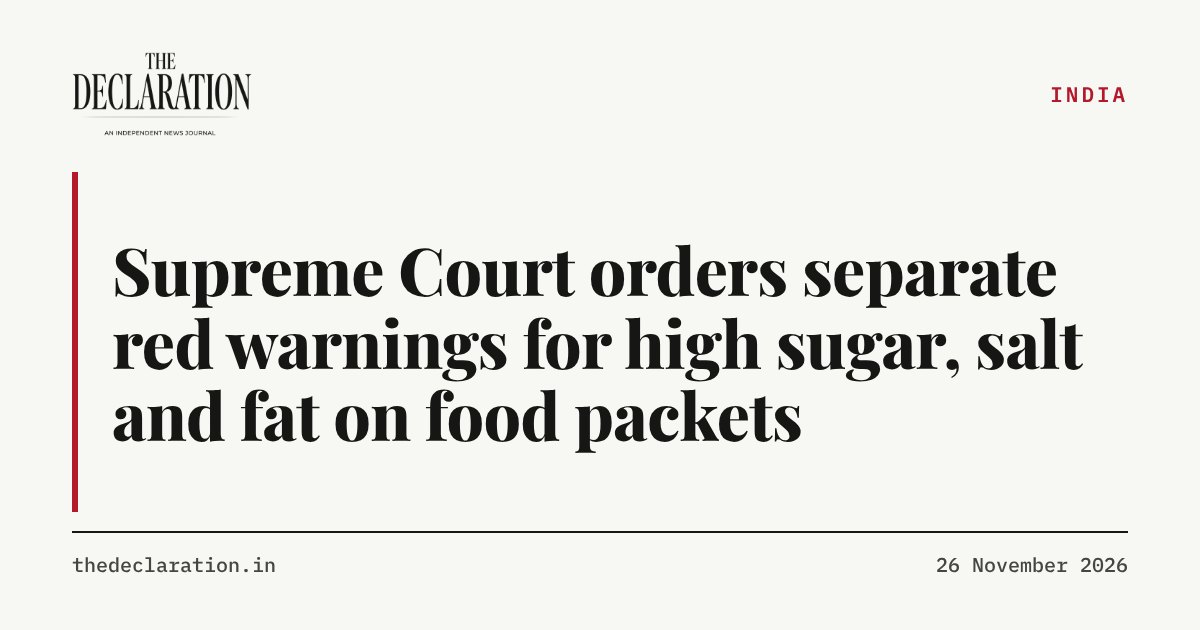 THE
DECLARATION
AN INDEPENDENT NEWS JOURNAL
INDIA
Supreme Court orders separate
red warnings for high sugar, salt
and fat on food packets
thedeclaration.in
26 November 2026